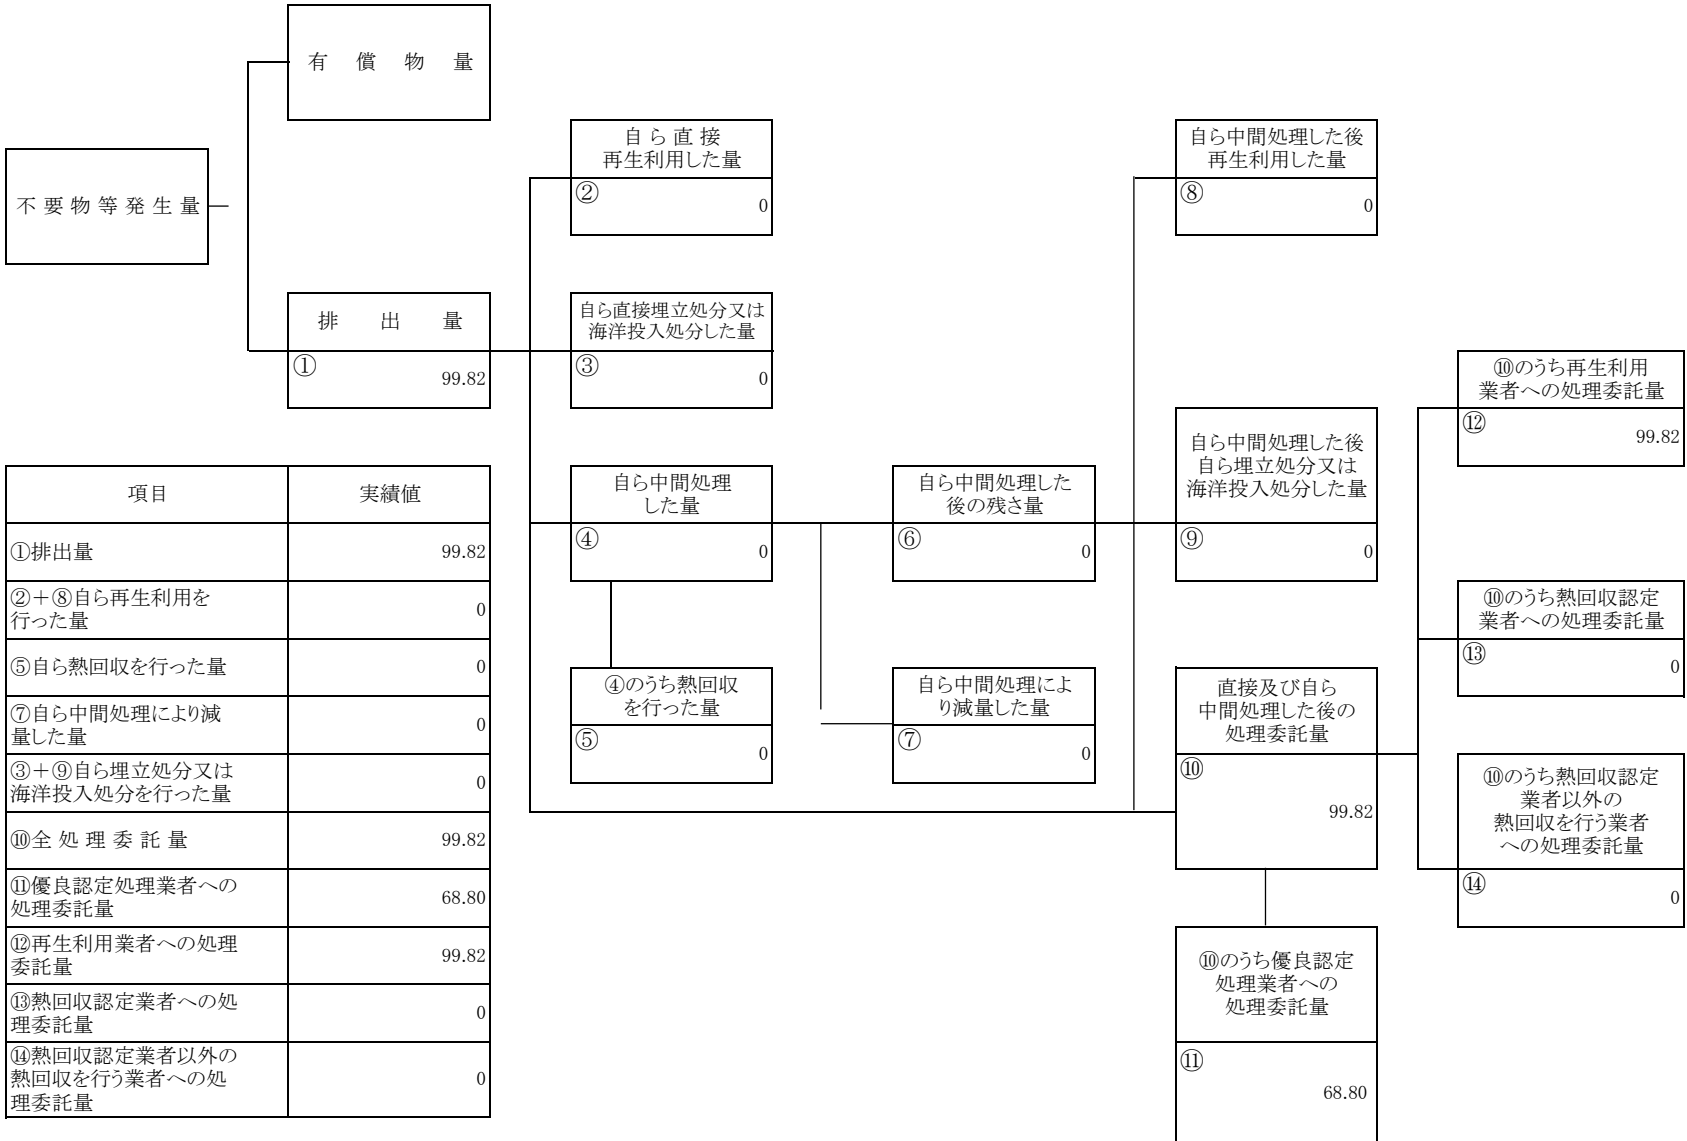 有償物量
不要物等発生量
排出量
①
99.82
自ら直接
再生利用した量
②
0
自ら直接埋立処分又は
海洋投入処分した量
③
0
自ら中間処理
した量
④
0
④のうち熱回収
を行った量
⑤
0
自ら中間処理した
後の残さ量
⑥
0
自ら中間処理によ
り減量した量
⑦
0
自ら中間処理した後
再生利用した量
⑧
0
自ら中間処理した後
自ら埋立処分又は
海洋投入処分した量
⑨
0
直接及び自ら
中間処理した後の
処理委託量
⑩
99.82
⑩のうち優良認定
処理業者への
処理委託量
⑪
68.80
⑩のうち再生利用
業者への処理委託量
⑫
99.82
⑩のうち熱回収認定
業者への処理委託量
⑬
0
⑩のうち熱回収認定
業者以外の
熱回収を行う業者
への処理委託量
⑭
0
項目 実績値
①排出量 99.82
②+⑧自ら再生利用を
行った量 0
⑤自ら熱回収を行った量 0
⑦自ら中間処理により減
量した量 0
③+⑨自ら埋立処分又は
海洋投入処分を行った量 0
⑩全処理委託量 99.82
⑪優良認定処理業者への
処理委託量 68.80
⑫再生利用業者への処理
委託量 99.82
⑬熱回収認定業者への処
理委託量 0
⑭熱回収認定業者以外の
熱回収を行う業者への処
理委託量 0